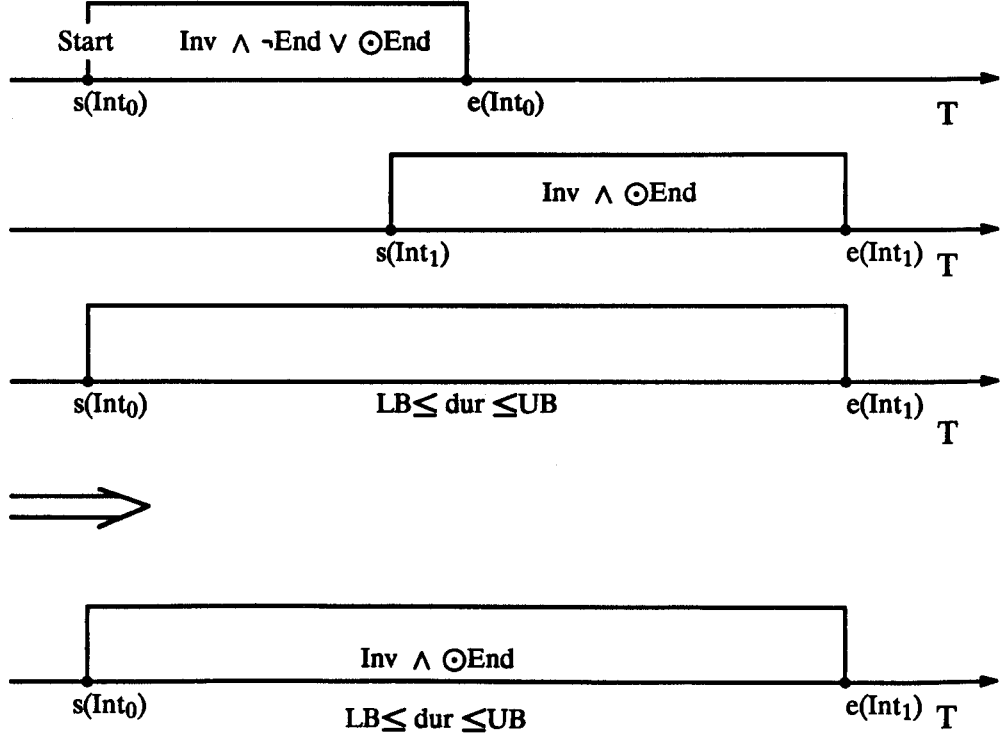 Start Inv ∧ ¬End ∨ ⊙End
s(Int₀) e(Int₀) T
Inv ∧ ⊙End
s(Int₁) e(Int₁) T
s(Int₀) LB≤ dur ≤UB e(Int₁) T
Inv ∧ ⊙End
s(Int₀) LB≤ dur ≤UB e(Int₁) T